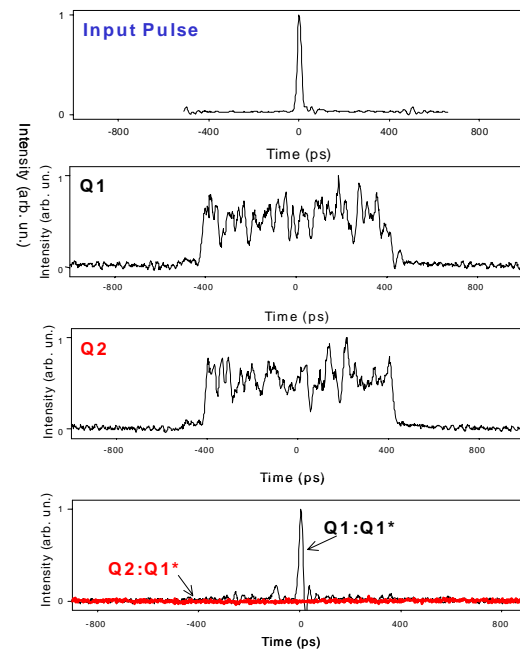 Input Pulse
1
0
-800 -400 0 400 800
Time (ps)
Intensity (arb. un.)
Q1
Intensity (arb. un.)
1
0
-800 -400 0 400 800
Time (ps)
Q2
Intensity (arb. un.)
1
0
-800 -400 0 400 800
Time (ps)
Intensity (arb. un.)
1
0
Q1:Q1*
Q2:Q1*
-800 -400 0 400 800
Time (ps)